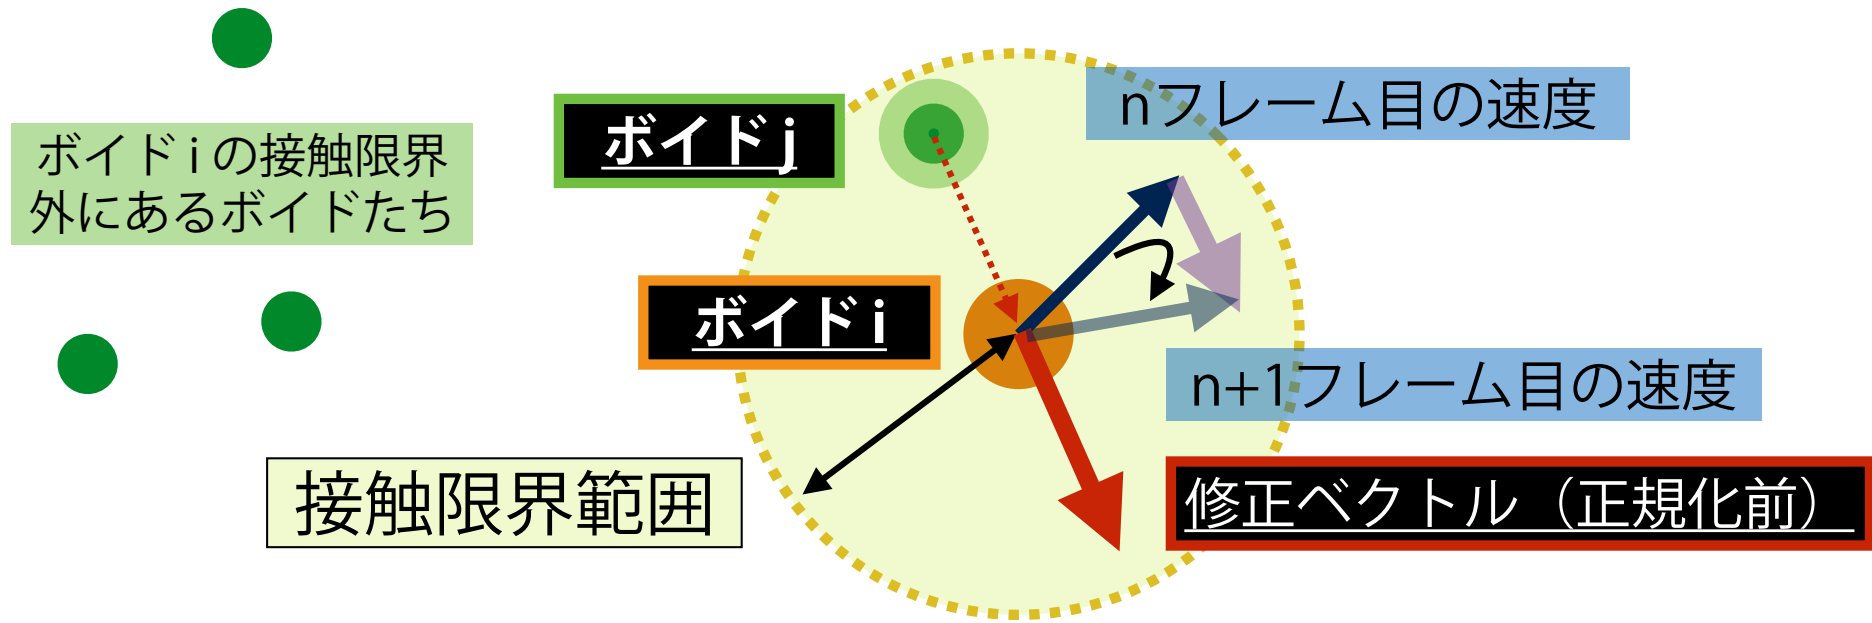 ボイドiの接触限界
外にあるボイドたち
ボイドj
nフレーム目の速度
ボイドi
n+1フレーム目の速度
接触限界範囲
修正ベクトル（正規化前）